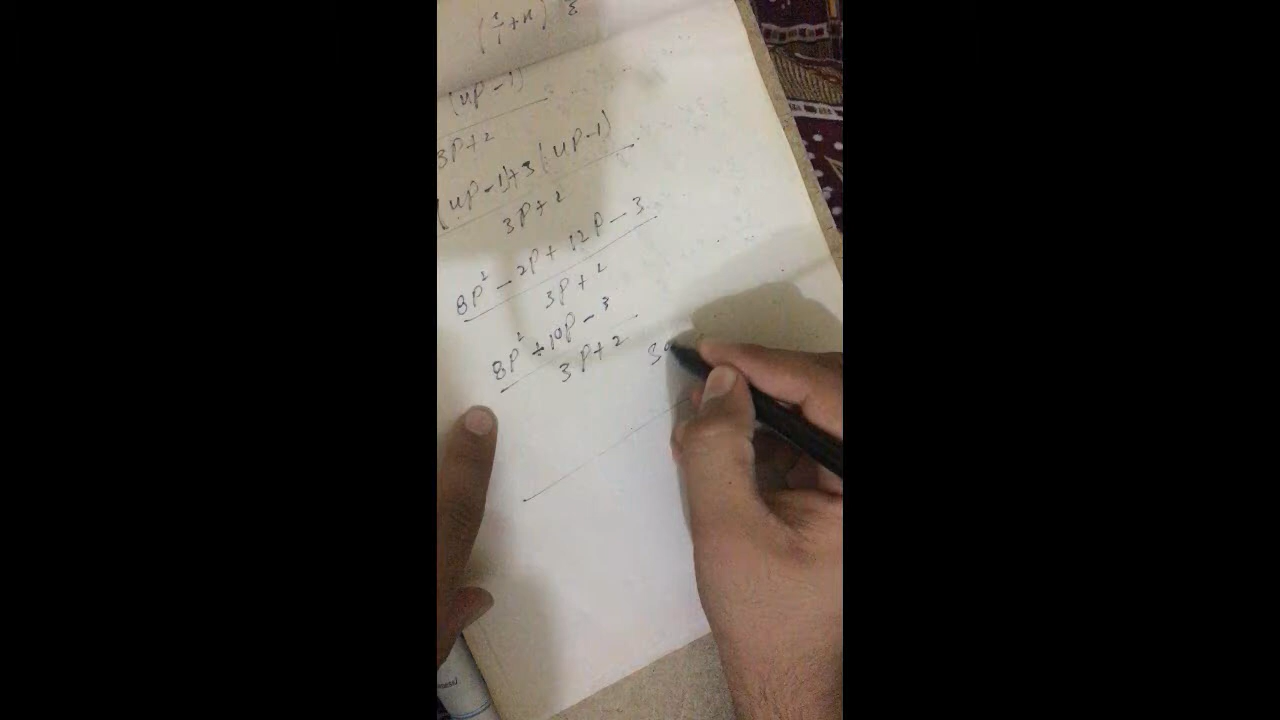 (4P-1)
3P+2
(4P-1)+3(4P-1)
3P+2
8P²-2P+12P-3
3P+2
8P²+10P-3
3P+2